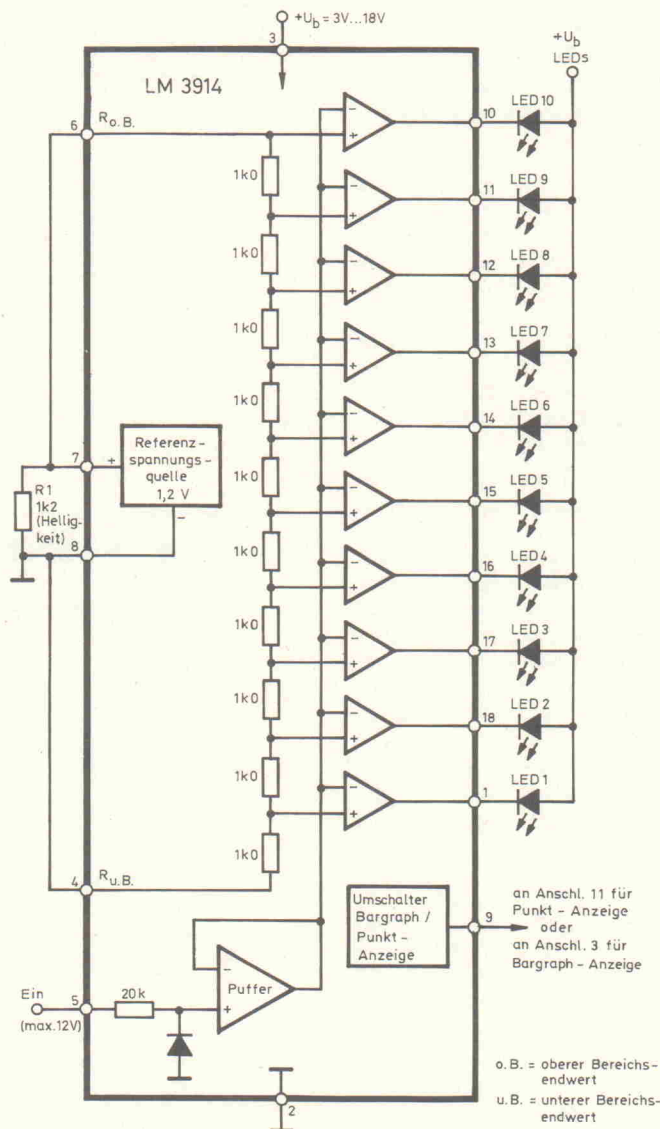 +Ub = 3V...18V
3
+Ub
LEDs
LM 3914
6
Ro.B.
10
LED 10
1k0
11
LED 9
1k0
12
LED 8
1k0
13
LED 7
1k0
14
LED 6
1k0
15
LED 5
1k0
16
LED 4
1k0
17
LED 3
1k0
18
LED 2
1k0
1
LED 1
1k0
7
+
Referenz-
spannungs-
quelle
1,2 V
−
R1
1k2
(Hellig-
keit)
8
4
Ru.B.
Umschalter
Bargraph /
Punkt -
Anzeige
9
an Anschl. 11 für
Punkt - Anzeige
oder
an Anschl. 3 für
Bargraph - Anzeige
Ein
(max.12V)
5
20k
−
+
Puffer
2
o.B. = oberer Bereichs-
endwert
u.B. = unterer Bereichs-
endwert